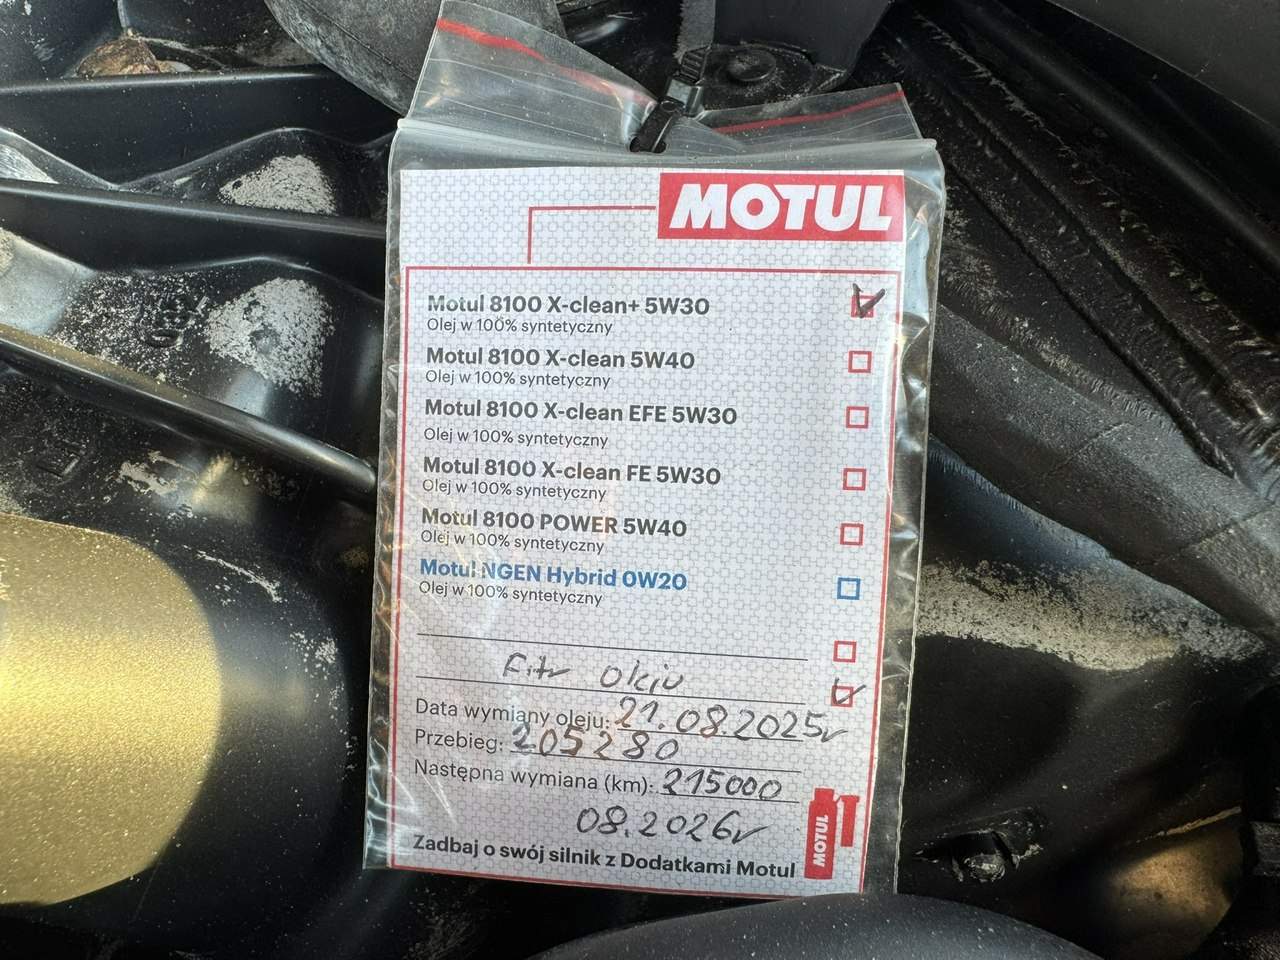 MOTUL
Motul 8100 X-clean+ 5W30
Olej w 100% syntetyczny
Motul 8100 X-clean 5W40
Olej w 100% syntetyczny
Motul 8100 X-clean EFE 5W30
Olej w 100% syntetyczny
Motul 8100 X-clean FE 5W30
Olej w 100% syntetyczny
Motul 8100 POWER 5W40
Olej w 100% syntetyczny
Motul NGEN Hybrid 0W20
Olej w 100% syntetyczny
Fitr Okju
Data wymiany oleju: 21.08.2025r
Przebieg: 205280
Następna wymiana (km): 215000
08.2026r
Zadbaj o swój silnik z Dodatkami Motul
MOTUL